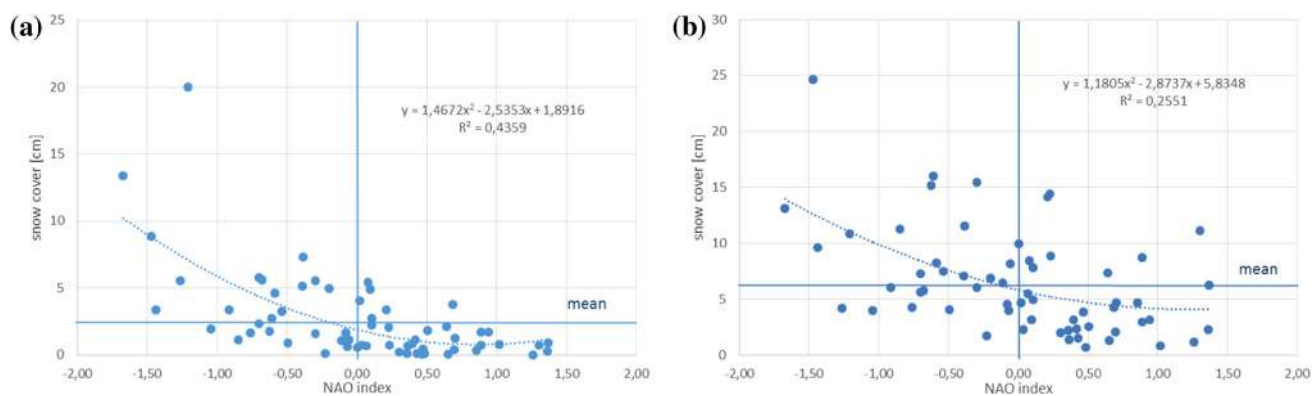 (a)
25
20
15
10
5
0
snow cover [cm]
y = 1,4672x² - 2,5353x + 1,8916
R² = 0,4359
mean
-2,00 -1,50 -1,00 -0,50 0,00 0,50 1,00 1,50 2,00
NAO index
(b)
30
25
20
15
10
5
0
snow cover [cm]
y = 1,1805x² - 2,8737x + 5,8348
R² = 0,2551
mean
-2,00 -1,50 -1,00 -0,50 0,00 0,50 1,00 1,50 2,00
NAO index